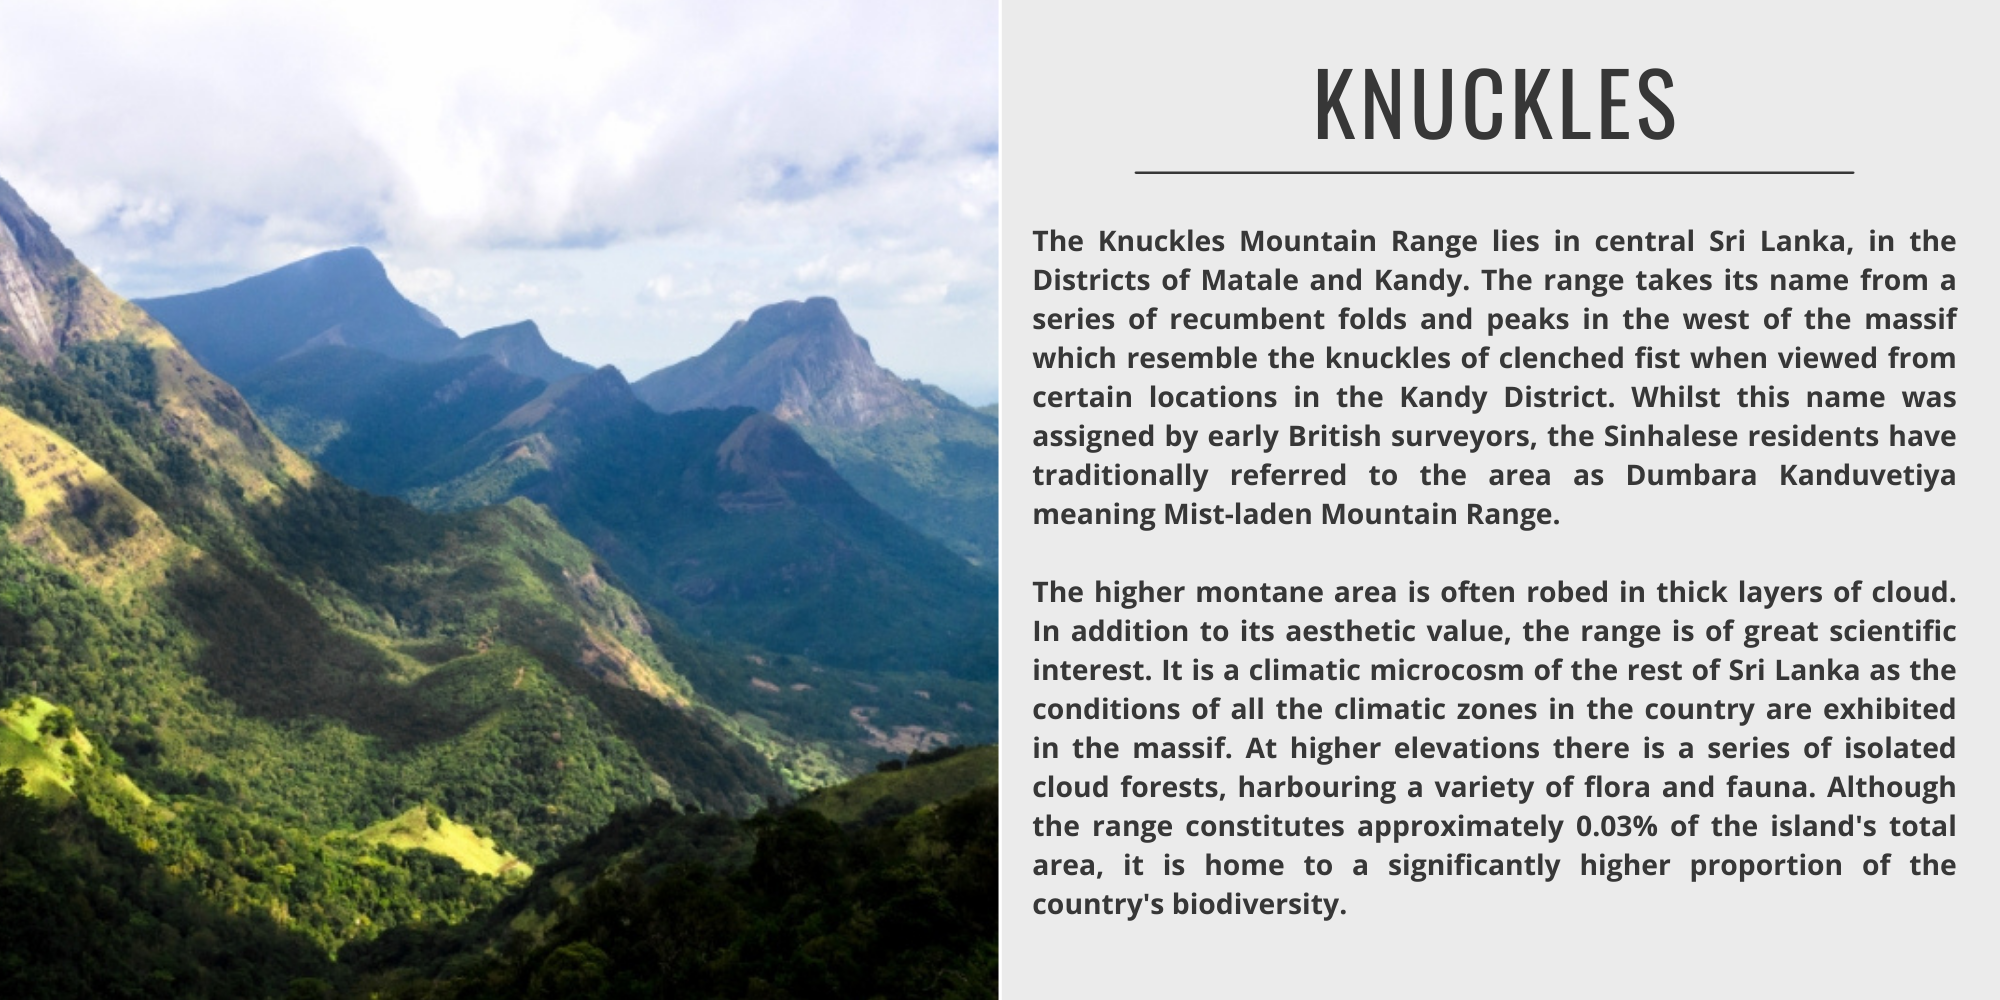 KNUCKLES
The Knuckles Mountain Range lies in central Sri Lanka, in the
Districts of Matale and Kandy. The range takes its name from a
series of recumbent folds and peaks in the west of the massif
which resemble the knuckles of clenched fist when viewed from
certain locations in the Kandy District. Whilst this name was
assigned by early British surveyors, the Sinhalese residents have
traditionally referred to the area as Dumbara Kanduvetiya
meaning Mist-laden Mountain Range.
The higher montane area is often robed in thick layers of cloud.
In addition to its aesthetic value, the range is of great scientific
interest. It is a climatic microcosm of the rest of Sri Lanka as the
conditions of all the climatic zones in the country are exhibited
in the massif. At higher elevations there is a series of isolated
cloud forests, harbouring a variety of flora and fauna. Although
the range constitutes approximately 0.03% of the island's total
area, it is home to a significantly higher proportion of the
country's biodiversity.